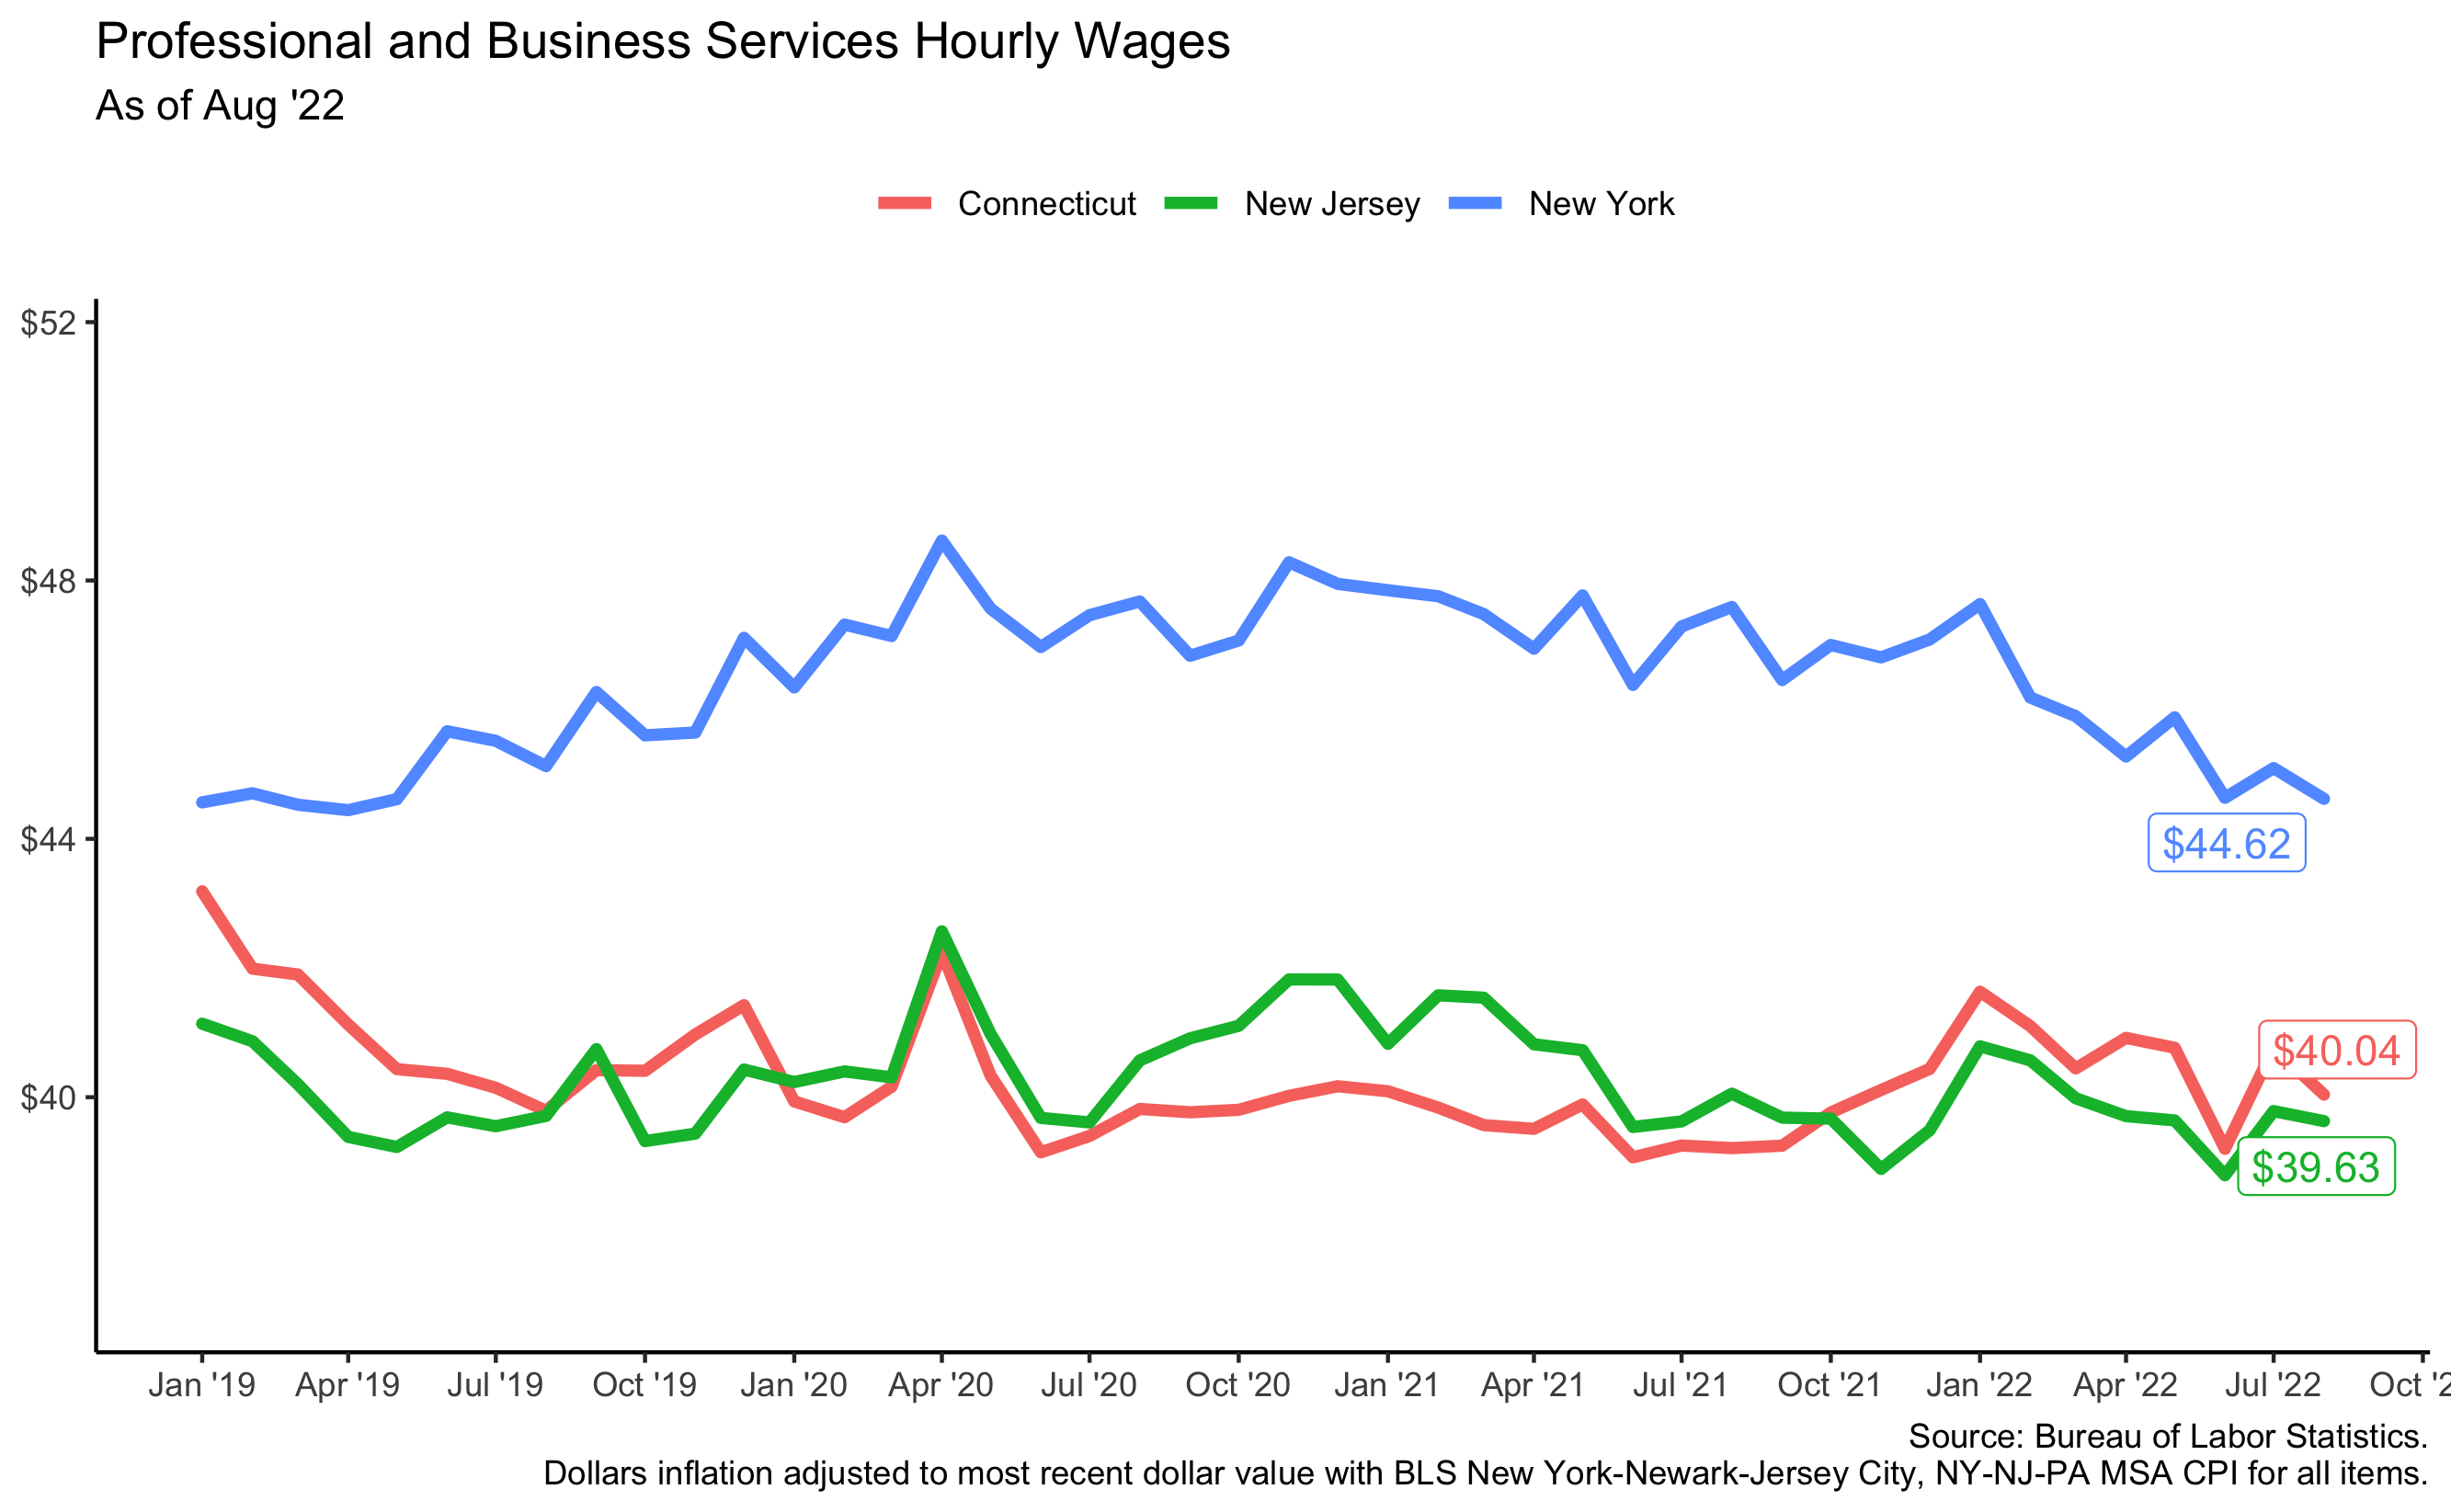 Professional and Business Services Hourly Wages
As of Aug '22
Connecticut New Jersey New York
$52
$48
$44
$40
$44.62
$40.04
$39.63
Jan '19 Apr '19 Jul '19 Oct '19 Jan '20 Apr '20 Jul '20 Oct '20 Jan '21 Apr '21 Jul '21 Oct '21 Jan '22 Apr '22 Jul '22 Oct '2
Source: Bureau of Labor Statistics.
Dollars inflation adjusted to most recent dollar value with BLS New York-Newark-Jersey City, NY-NJ-PA MSA CPI for all items.